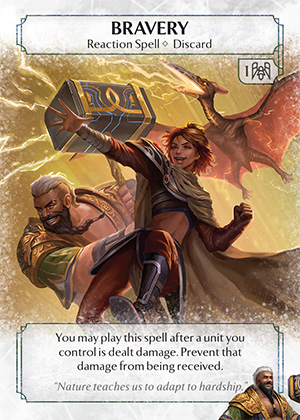 BRAVERY
Reaction Spell ⬦ Discard
1
You may play this spell after a unit you
control is dealt damage. Prevent that
damage from being received.
"Nature teaches us to adapt to hardship."